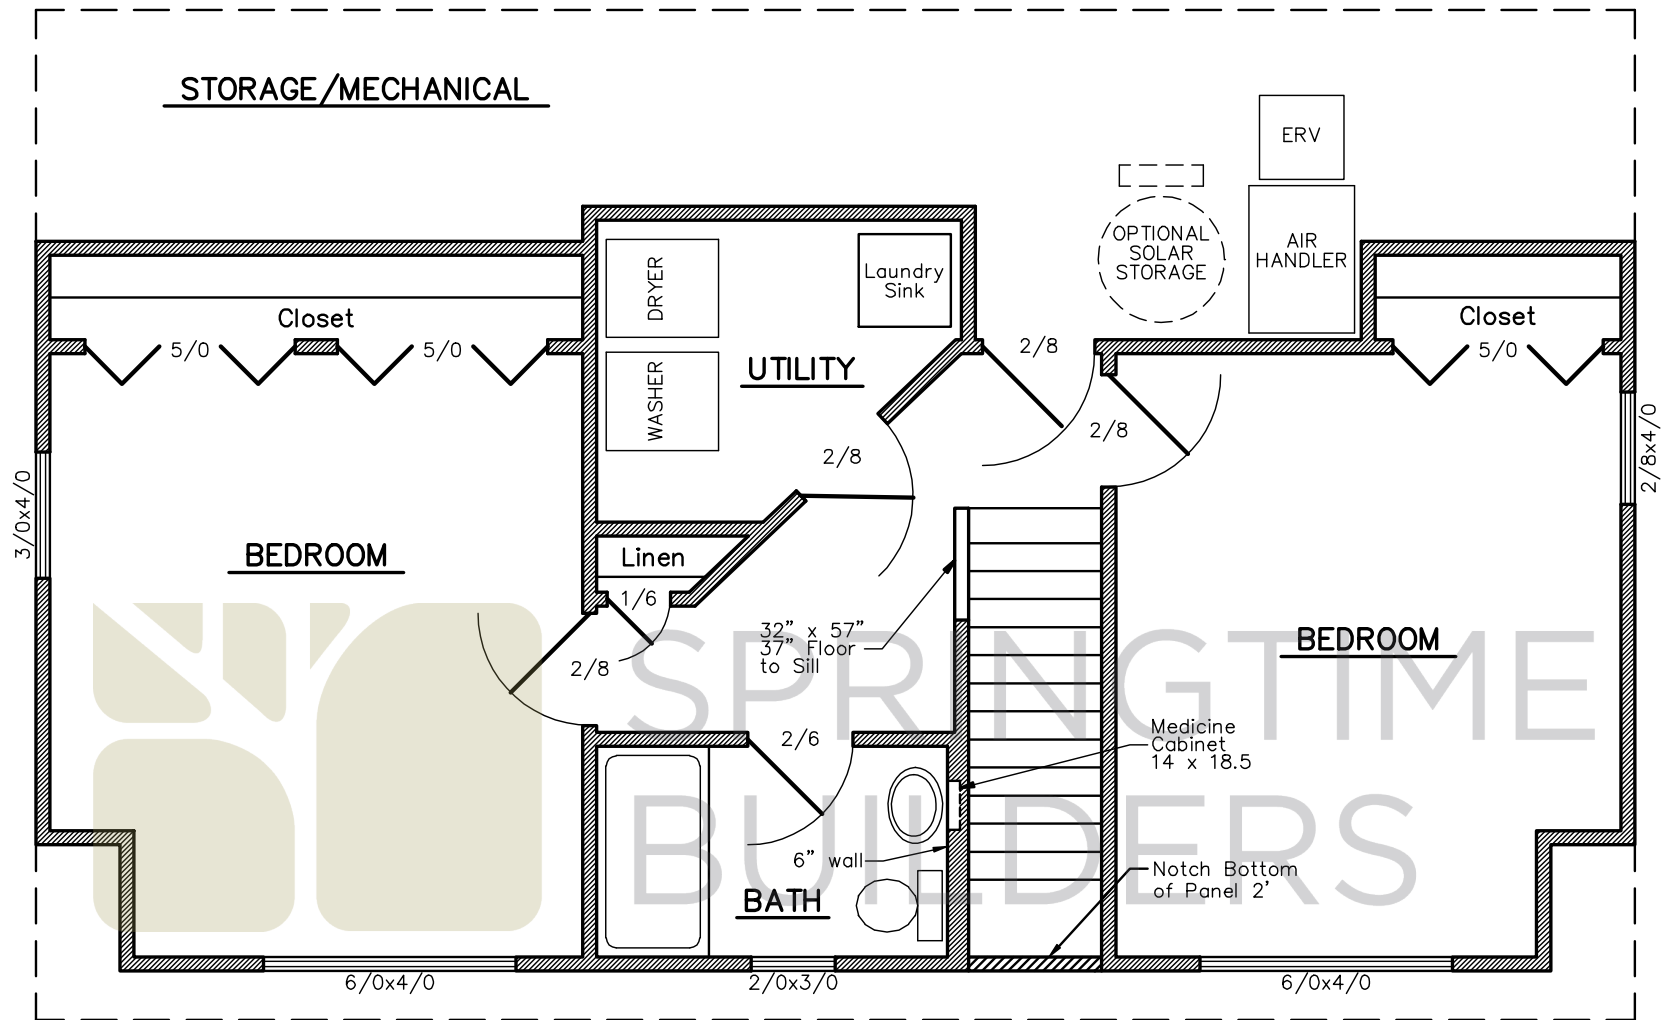 STORAGE/MECHANICAL
ERV
OPTIONAL
SOLAR
STORAGE
AIR
HANDLER
DRYER
Laundry
Sink
Closet
Closet
5/0
5/0
2/8
5/0
UTILITY
WASHER
2/8
2/8
2/8x4/0
3/0x4/0
BEDROOM
Linen
1/6
32" x 57"
37" Floor
to Sill
2/8
BEDROOM
SPRINGTIME
BUILDERS
2/6
Medicine
Cabinet
14 x 18.5
6" wall
BATH
Notch Bottom
of Panel 2'
6/0x4/0
2/0x3/0
6/0x4/0